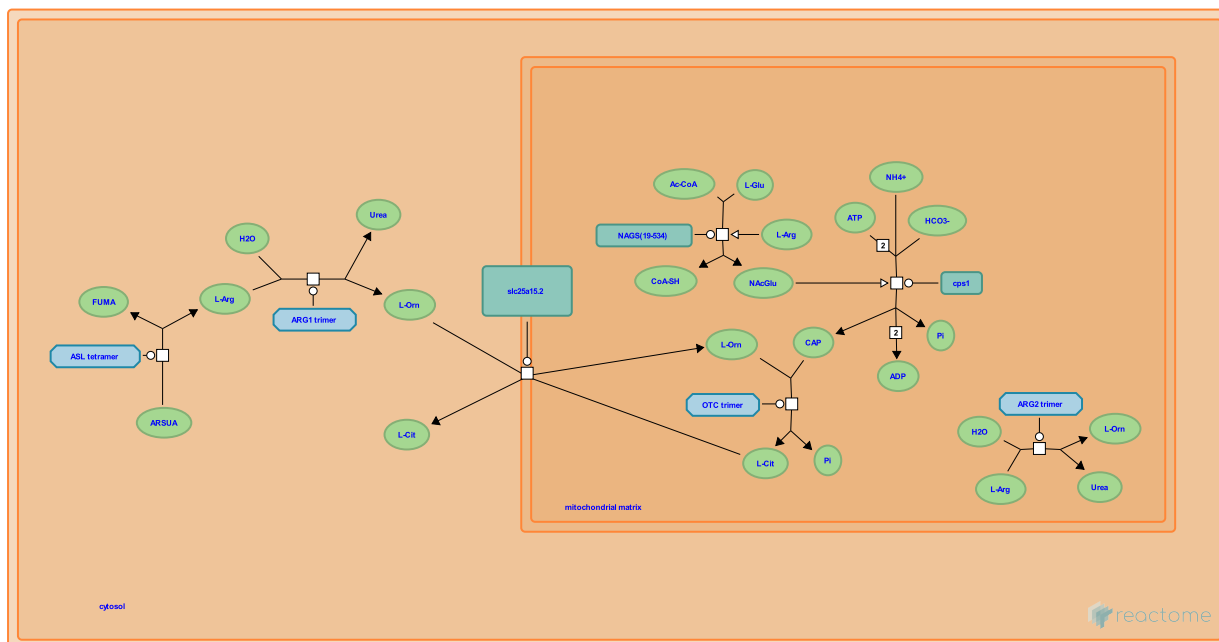 NH4+
Ac-CoA
L-Glu
Urea
ATP
HCO3-
H2O
NAGS(19-534)
L-Arg
2
CoA-SH
NAcGlu
cps1
slc25a15.2
FUMA
L-Arg
L-Orn
ARG1 trimer
2
Pi
L-Orn
CAP
ASL tetramer
ADP
OTC trimer
ARG2 trimer
ARSUA
L-Cit
H2O
L-Orn
L-Cit
Pi
L-Arg
Urea
mitochondrial matrix
cytosol
reactome